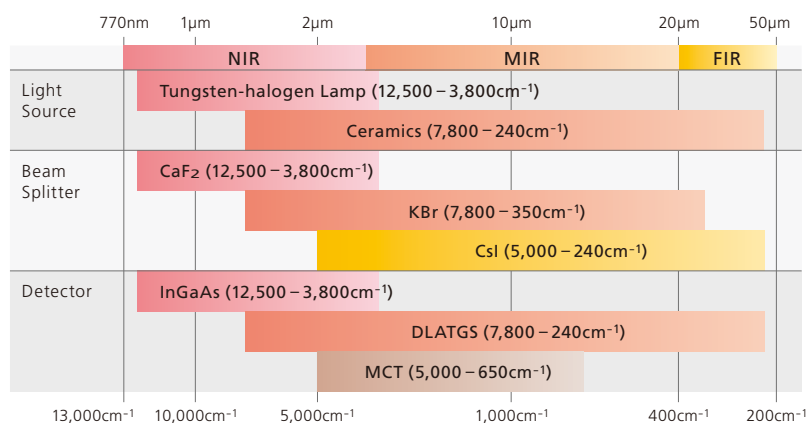 770nm 1µm 2µm 10µm 20µm 50µm
NIR MIR FIR
Light
Source
Tungsten-halogen Lamp (12,500 – 3,800cm⁻¹)
Ceramics (7,800 – 240cm⁻¹)
Beam
Splitter
CaF₂ (12,500 – 3,800cm⁻¹)
KBr (7,800 – 350cm⁻¹)
CsI (5,000 – 240cm⁻¹)
Detector
InGaAs (12,500 – 3,800cm⁻¹)
DLATGS (7,800 – 240cm⁻¹)
MCT (5,000 – 650cm⁻¹)
13,000cm⁻¹ 10,000cm⁻¹ 5,000cm⁻¹ 1,000cm⁻¹ 400cm⁻¹ 200cm⁻¹